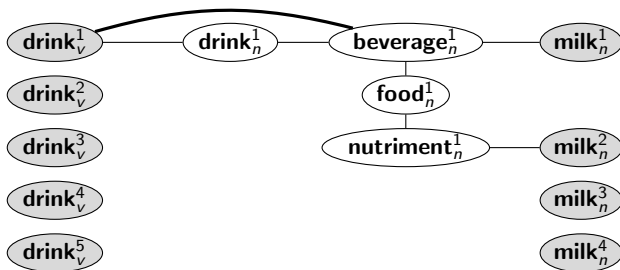 drink¹ᵥ drink¹ₙ beverage¹ₙ milk¹ₙ
drink²ᵥ food¹ₙ
drink³ᵥ nutriment¹ₙ milk²ₙ
drink⁴ᵥ milk³ₙ
drink⁵ᵥ milk⁴ₙ